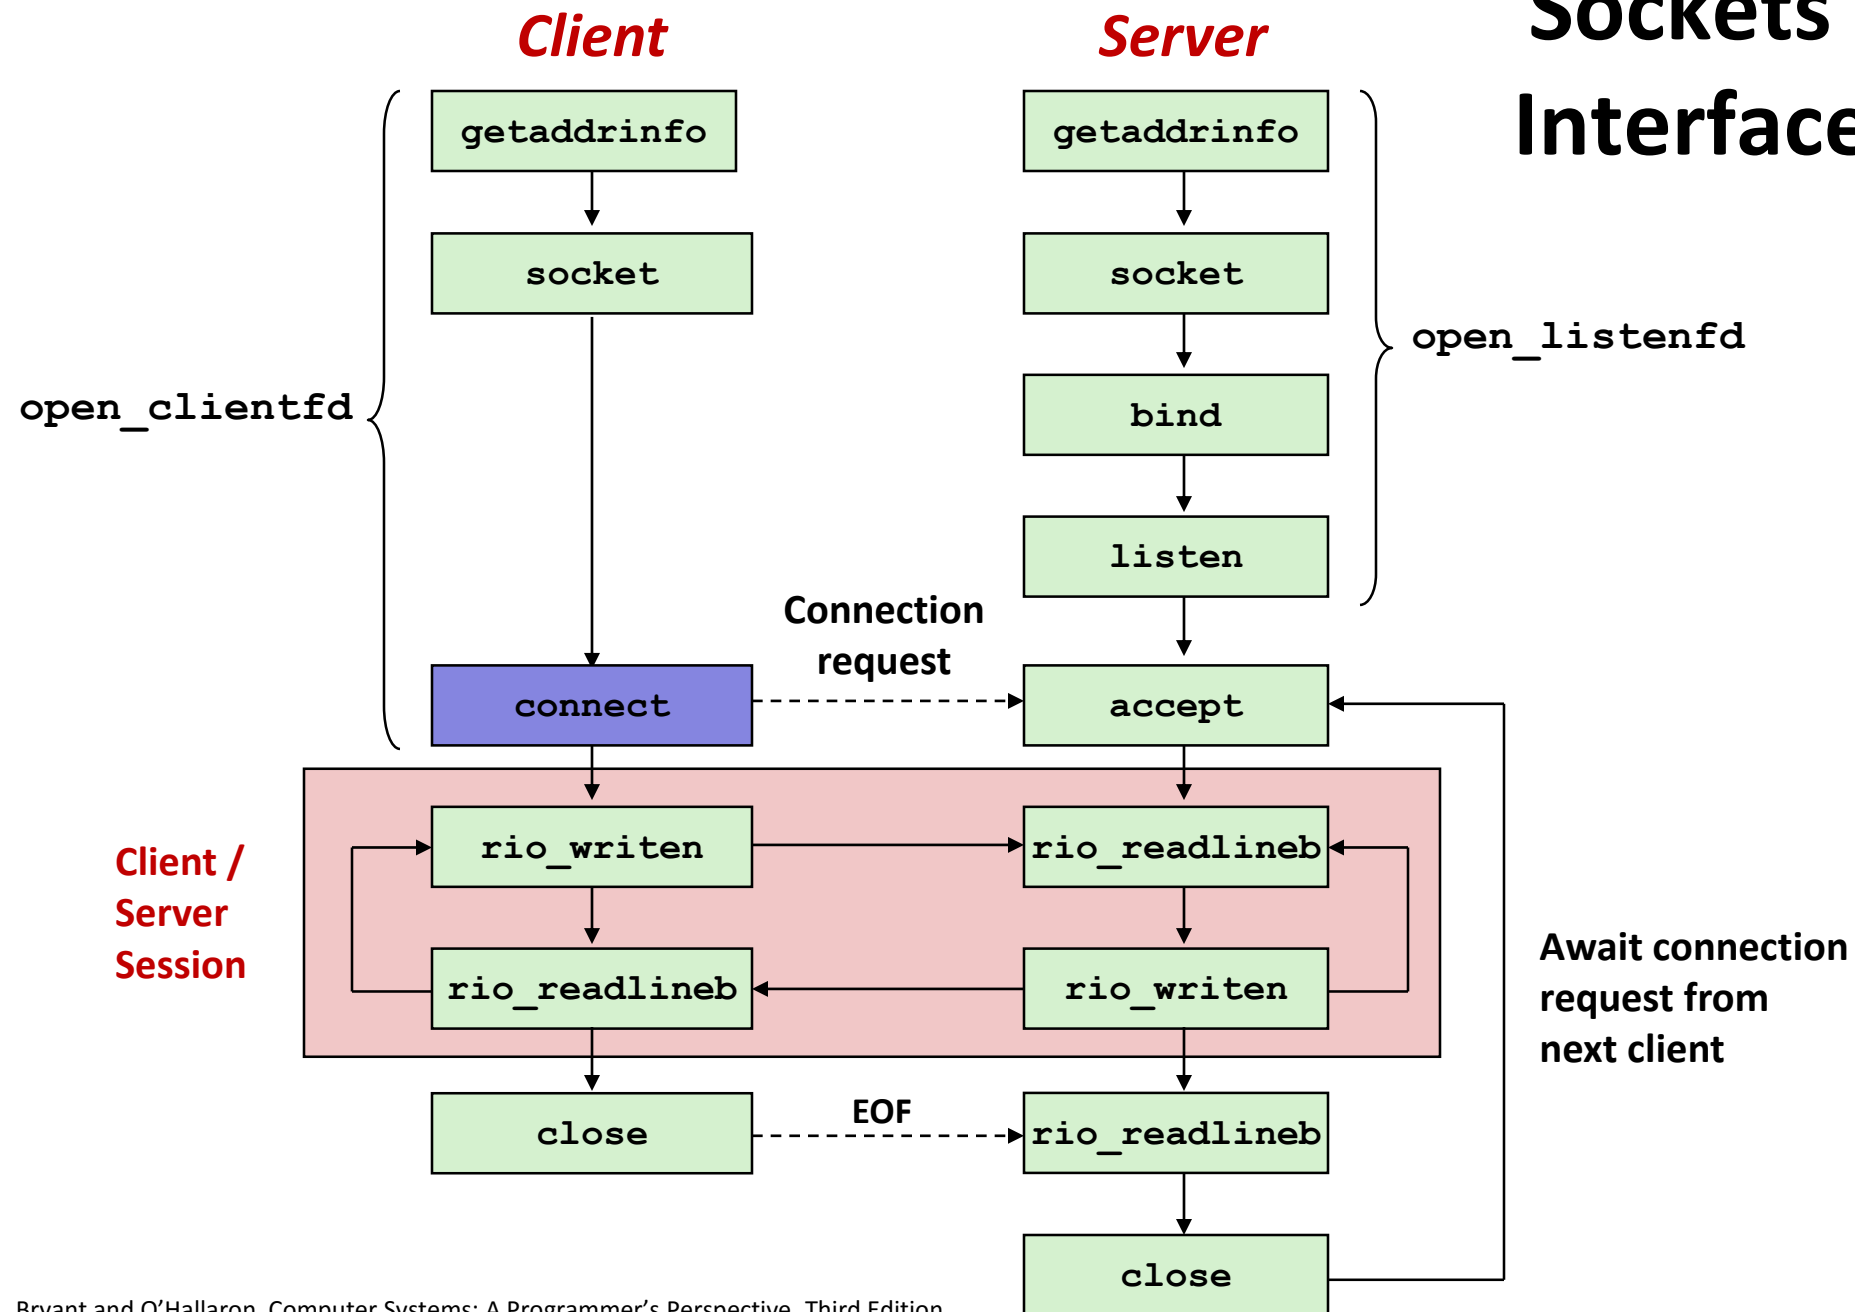 Sockets
Interface
Client
Server
getaddrinfo
getaddrinfo
socket
socket
open_listenfd
open_clientfd
bind
listen
Connection
request
connect
accept
Client /
Server
Session
rio_writen
rio_readlineb
rio_readlineb
rio_writen
Await connection
request from
next client
close
EOF
rio_readlineb
close
Bryant and O'Hallaron, Computer Systems: A Programmer's Perspective, Third Edition